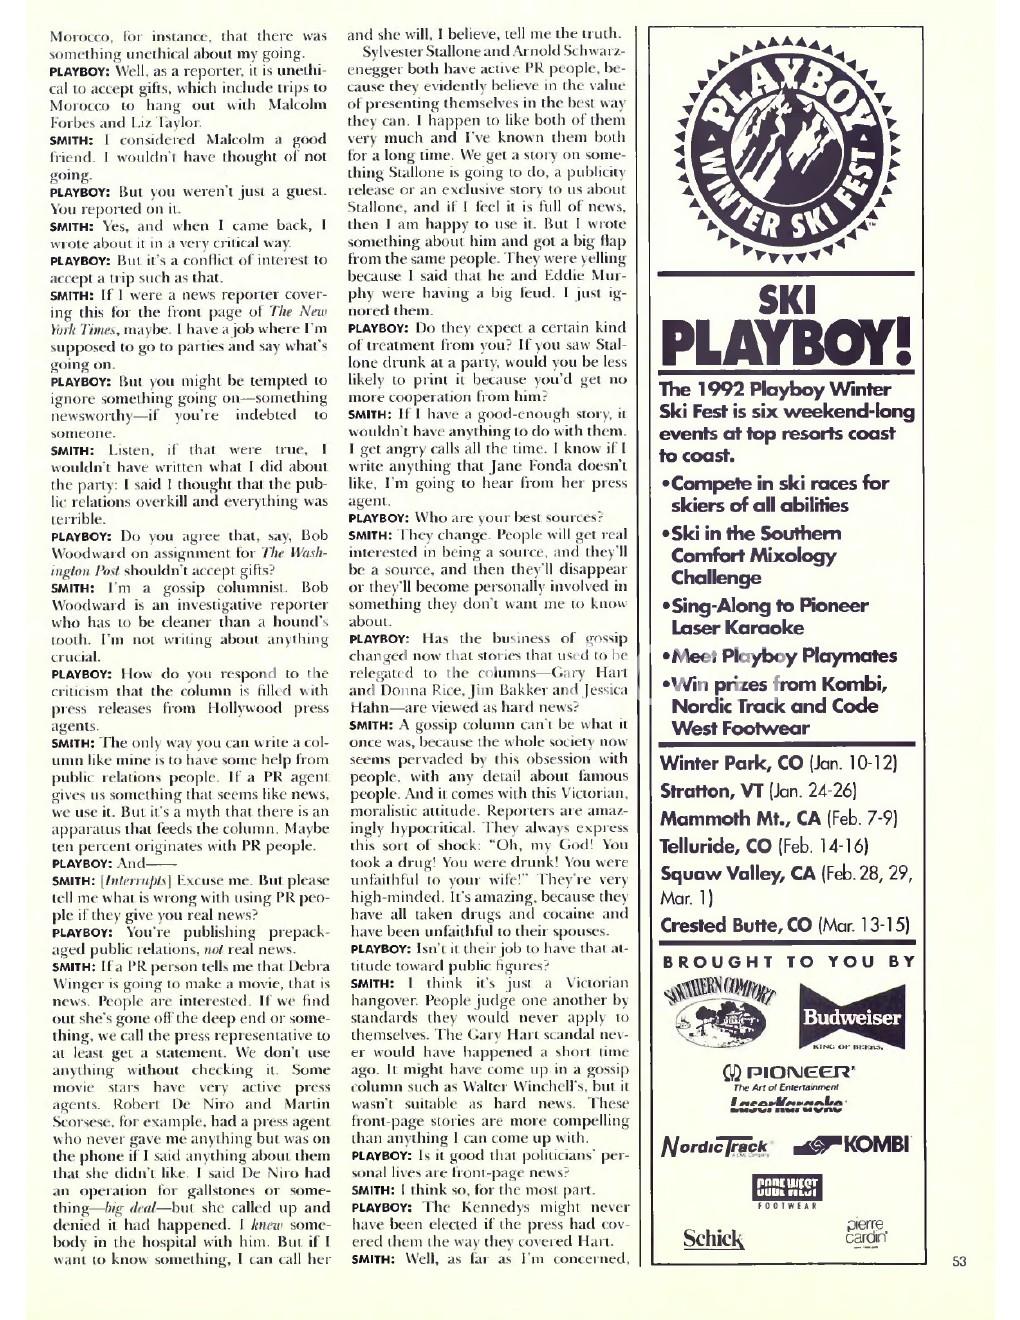 Morocco, for instance, that there was
something unethical about my going.
PLAYBOY: Well, as a reporter, it is unethi-
cal to accept gifts, which include trips to
Morocco to hang out with Malcolm
Forbes and Liz Taylor.
SMITH: I considered Malcolm a good
friend. I wouldn't have thought of not
going.
PLAYBOY: But you weren't just a guest.
You reported on it.
SMITH: Yes, and when I came back, I
wrote about it in a very critical way.
PLAYBOY: But it's a conflict of interest to
accept a trip such as that.
SMITH: If I were a news reporter cover-
ing this for the front page of The New
York Times, maybe. I have a job where I'm
supposed to go to parties and say what's
going on.
PLAYBOY: But you might be tempted to
ignore something going on—something
newsworthy—if you're indebted to
someone.
SMITH: Listen, if that were true, I
wouldn't have written what I did about
the party: I said I thought that the pub-
lic relations overkill and everything was
terrible.
PLAYBOY: Do you agree that, say, Bob
Woodward on assignment for The Wash-
ington Post shouldn't accept gifts?
SMITH: I'm a gossip columnist. Bob
Woodward is an investigative reporter
who has to be cleaner than a hound's
tooth. I'm not writing about anything
crucial.
PLAYBOY: How do you respond to the
criticism that the column is filled with
press releases from Hollywood press
agents.
SMITH: The only way you can write a col-
umn like mine is to have some help from
public relations people. If a PR agent
gives us something that seems like news,
we use it. But it's a myth that there is an
apparatus that feeds the column. Maybe
ten percent originates with PR people.
PLAYBOY: And——
SMITH: [Interrupts] Excuse me. But please
tell me what is wrong with using PR peo-
ple if they give you real news?
PLAYBOY: You're publishing prepack-
aged public relations, not real news.
SMITH: If a PR person tells me that Debra
Winger is going to make a movie, that is
news. People are interested. If we find
out she's gone off the deep end or some-
thing, we call the press representative to
at least get a statement. We don't use
anything without checking it. Some
movie stars have very active press
agents. Robert De Niro and Martin
Scorsese, for example, had a press agent
who never gave me anything but was on
the phone if I said anything about them
that she didn't like. I said De Niro had
an operation for gallstones or some-
thing—big deal—but she called up and
denied it had happened. I knew some-
body in the hospital with him. But if I
want to know something, I can call her
and she will, I believe, tell me the truth.
Sylvester Stallone and Arnold Schwarz-
enegger both have active PR people, be-
cause they evidently believe in the value
of presenting themselves in the best way
they can. I happen to like both of them
very much and I've known them both
for a long time. We get a story on some-
thing Stallone is going to do, a publicity
release or an exclusive story to us about
Stallone, and if I feel it is full of news,
then I am happy to use it. But I wrote
something about him and got a big flap
from the same people. They were yelling
because I said that he and Eddie Mur-
phy were having a big feud. I just ig-
nored them.
PLAYBOY: Do they expect a certain kind
of treatment from you? If you saw Stal-
lone drunk at a party, would you be less
likely to print it because you'd get no
more cooperation from him?
SMITH: If I have a good-enough story, it
wouldn't have anything to do with them.
I get angry calls all the time. I know if I
write anything that Jane Fonda doesn't
like, I'm going to hear from her press
agent.
PLAYBOY: Who are your best sources?
SMITH: They change. People will get real
interested in being a source, and they'll
be a source, and then they'll disappear
or they'll become personally involved in
something they don't want me to know
about.
PLAYBOY: Has the business of gossip
changed now that stories that used to be
relegated to the columns—Gary Hart
and Donna Rice, Jim Bakker and Jessica
Hahn—are viewed as hard news?
SMITH: A gossip column can't be what it
once was, because the whole society now
seems pervaded by this obsession with
people, with any detail about famous
people. And it comes with this Victorian,
moralistic attitude. Reporters are amaz-
ingly hypocritical. They always express
this sort of shock: "Oh, my God! You
took a drug! You were drunk! You were
unfaithful to your wife!" They're very
high-minded. It's amazing, because they
have all taken drugs and cocaine and
have been unfaithful to their spouses.
PLAYBOY: Isn't it their job to have that at-
titude toward public figures?
SMITH: I think it's just a Victorian
hangover. People judge one another by
standards they would never apply to
themselves. The Gary Hart scandal nev-
er would have happened a short time
ago. It might have come up in a gossip
column such as Walter Winchell's, but it
wasn't suitable as hard news. These
front-page stories are more compelling
than anything I can come up with.
PLAYBOY: Is it good that politicians' per-
sonal lives are front-page news?
SMITH: I think so, for the most part.
PLAYBOY: The Kennedys might never
have been elected if the press had cov-
ered them the way they covered Hart.
SMITH: Well, as far as I'm concerned,
PLAYBOY
WINTER SKI FEST
SKI
PLAYBOY!
The 1992 Playboy Winter
Ski Fest is six weekend-long
events at top resorts coast
to coast.
•Compete in ski races for
skiers of all abilities
•Ski in the Southern
Comfort Mixology
Challenge
•Sing-Along to Pioneer
Laser Karaoke
•Meet Playboy Playmates
•Win prizes from Kombi,
Nordic Track and Code
West Footwear
Winter Park, CO (Jan. 10-12)
Stratton, VT (Jan. 24-26)
Mammoth Mt., CA (Feb. 7-9)
Telluride, CO (Feb. 14-16)
Squaw Valley, CA (Feb. 28, 29,
Mar. 1)
Crested Butte, CO (Mar. 13-15)
BROUGHT TO YOU BY
SOUTHERN COMFORT
Budweiser
KING OF BEERS.
PIONEER
The Art of Entertainment
LaserKaraoke
NordicTrack
KOMBI
CODE WEST
FOOTWEAR
Schick
pierre
cardin
53